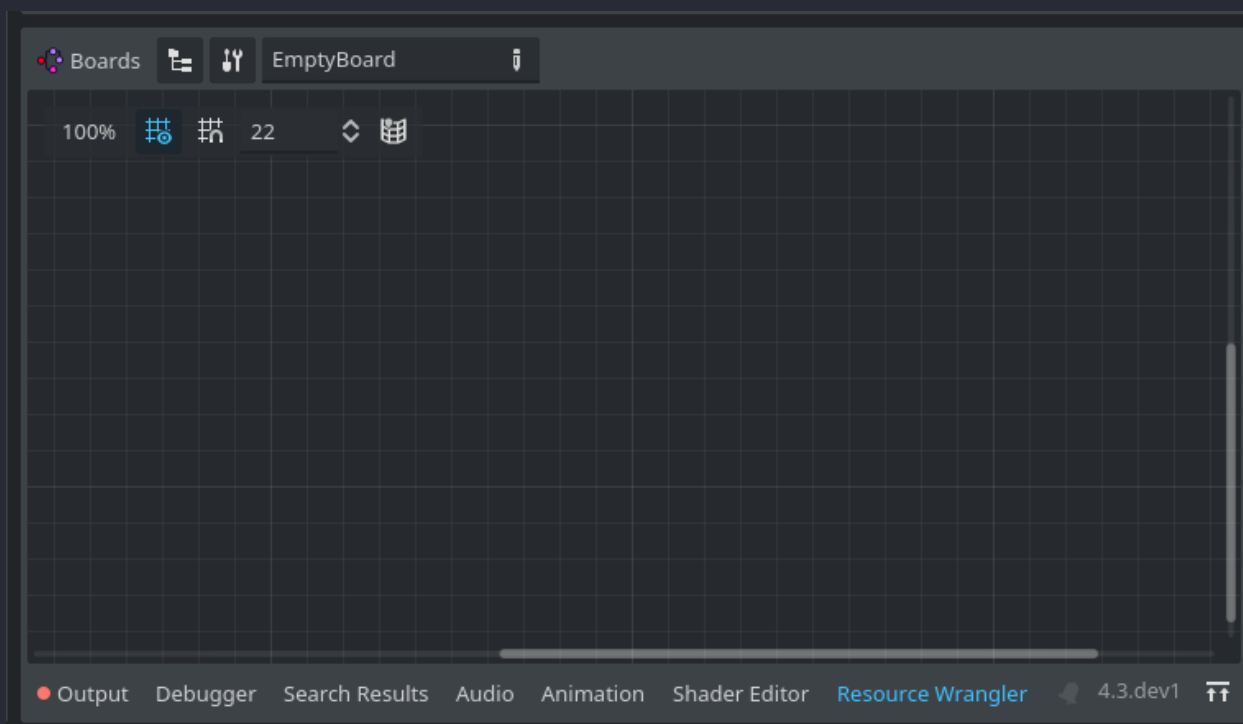 Boards EmptyBoard
100% 22
Output Debugger Search Results Audio Animation Shader Editor Resource Wrangler 4.3.dev1